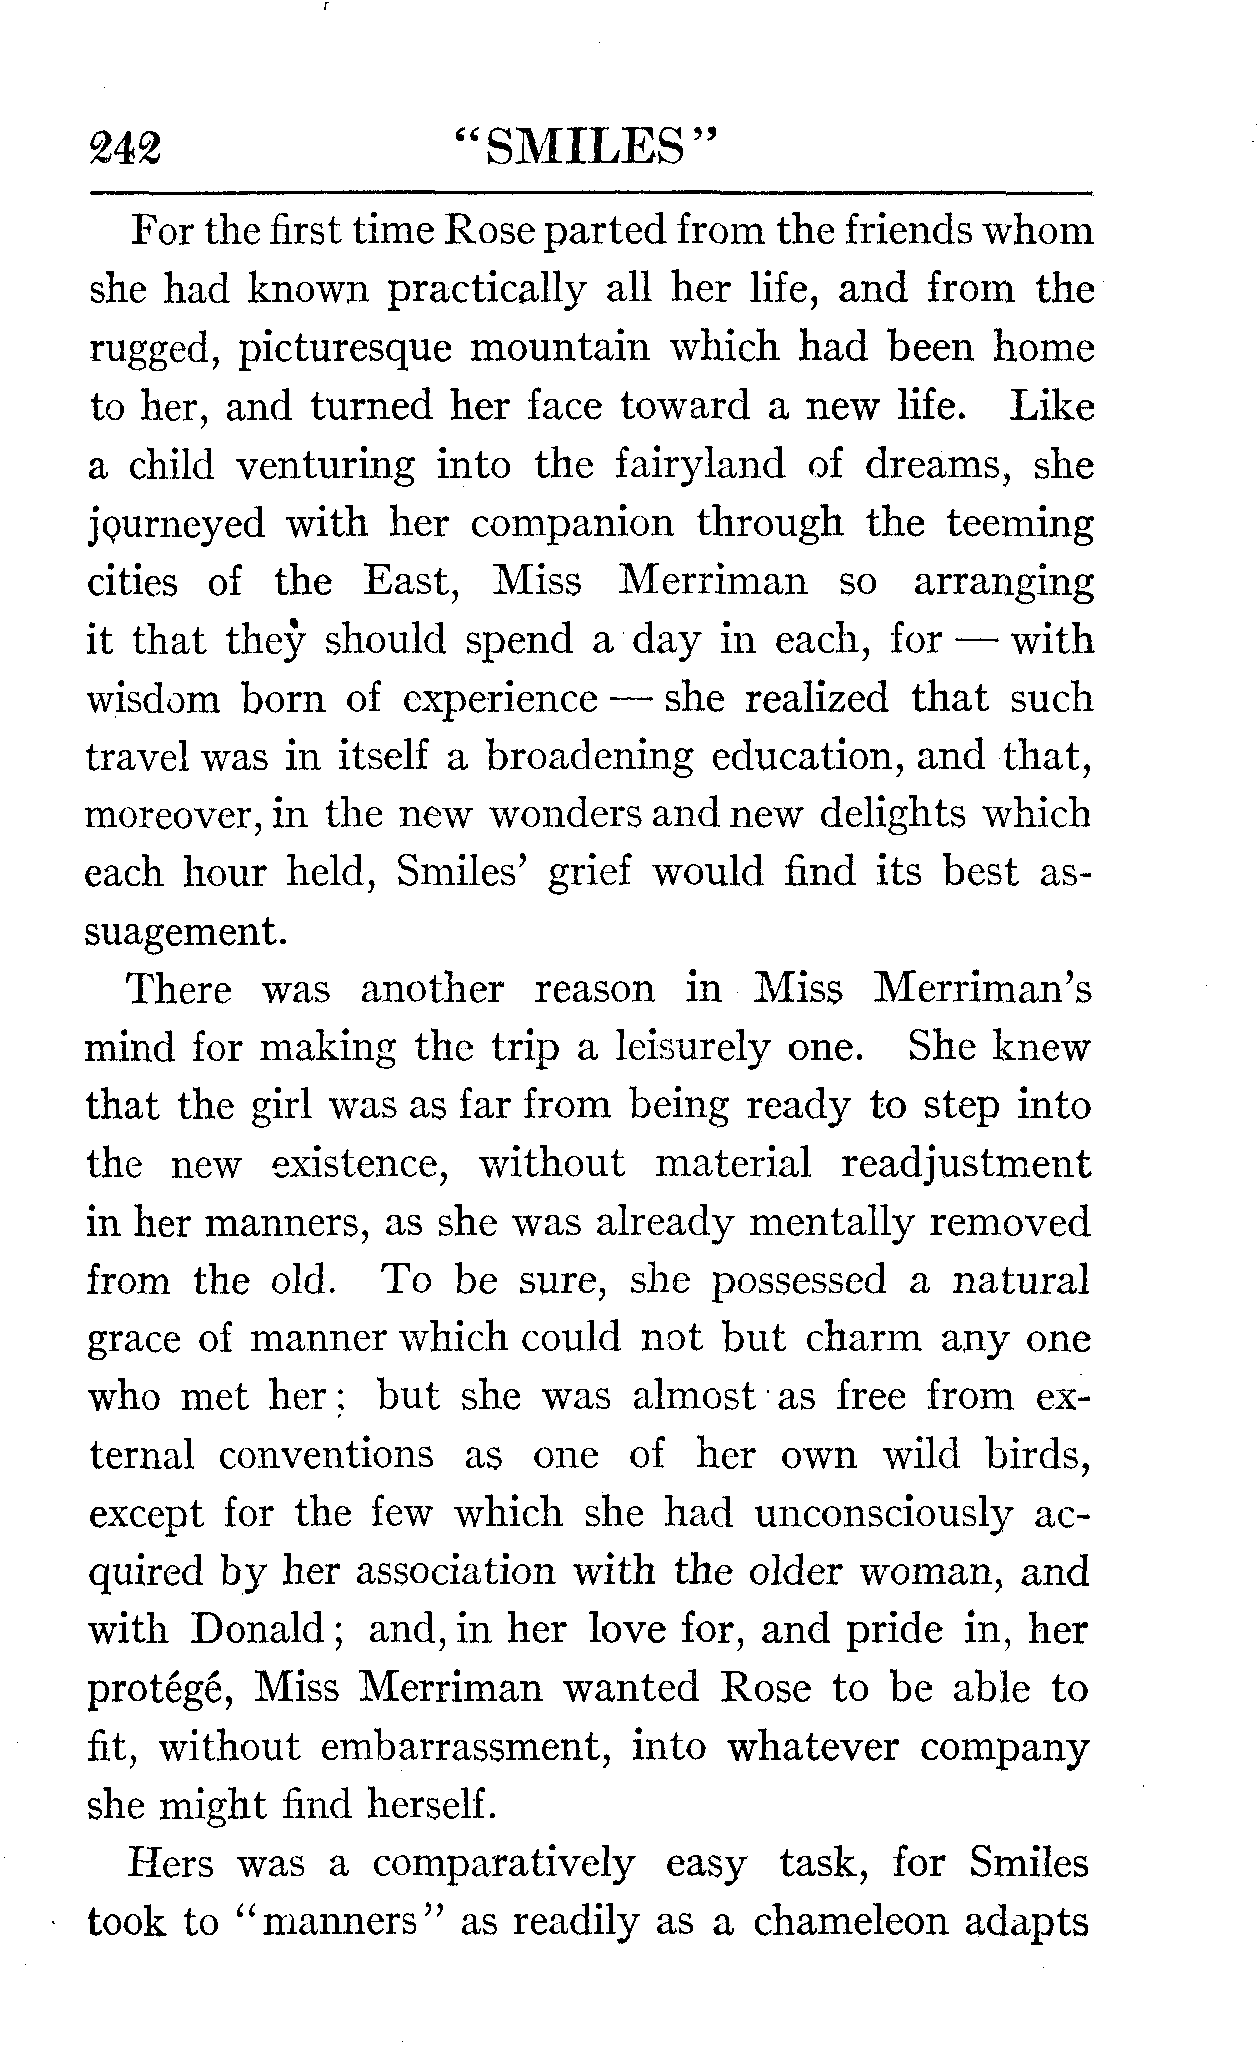 242 "SMILES"
For the first time Rose parted from the friends whom
she had known practically all her life, and from the
rugged, picturesque mountain which had been home
to her, and turned her face toward a new life. Like
a child venturing into the fairyland of dreams, she
journeyed with her companion through the teeming
cities of the East, Miss Merriman so arranging
it that they should spend a day in each, for — with
wisdom born of experience — she realized that such
travel was in itself a broadening education, and that,
moreover, in the new wonders and new delights which
each hour held, Smiles' grief would find its best as-
suagement.
There was another reason in Miss Merriman's
mind for making the trip a leisurely one. She knew
that the girl was as far from being ready to step into
the new existence, without material readjustment
in her manners, as she was already mentally removed
from the old. To be sure, she possessed a natural
grace of manner which could not but charm any one
who met her; but she was almost as free from ex-
ternal conventions as one of her own wild birds,
except for the few which she had unconsciously ac-
quired by her association with the older woman, and
with Donald; and, in her love for, and pride in, her
protégé, Miss Merriman wanted Rose to be able to
fit, without embarrassment, into whatever company
she might find herself.
Hers was a comparatively easy task, for Smiles
took to "manners" as readily as a chameleon adapts